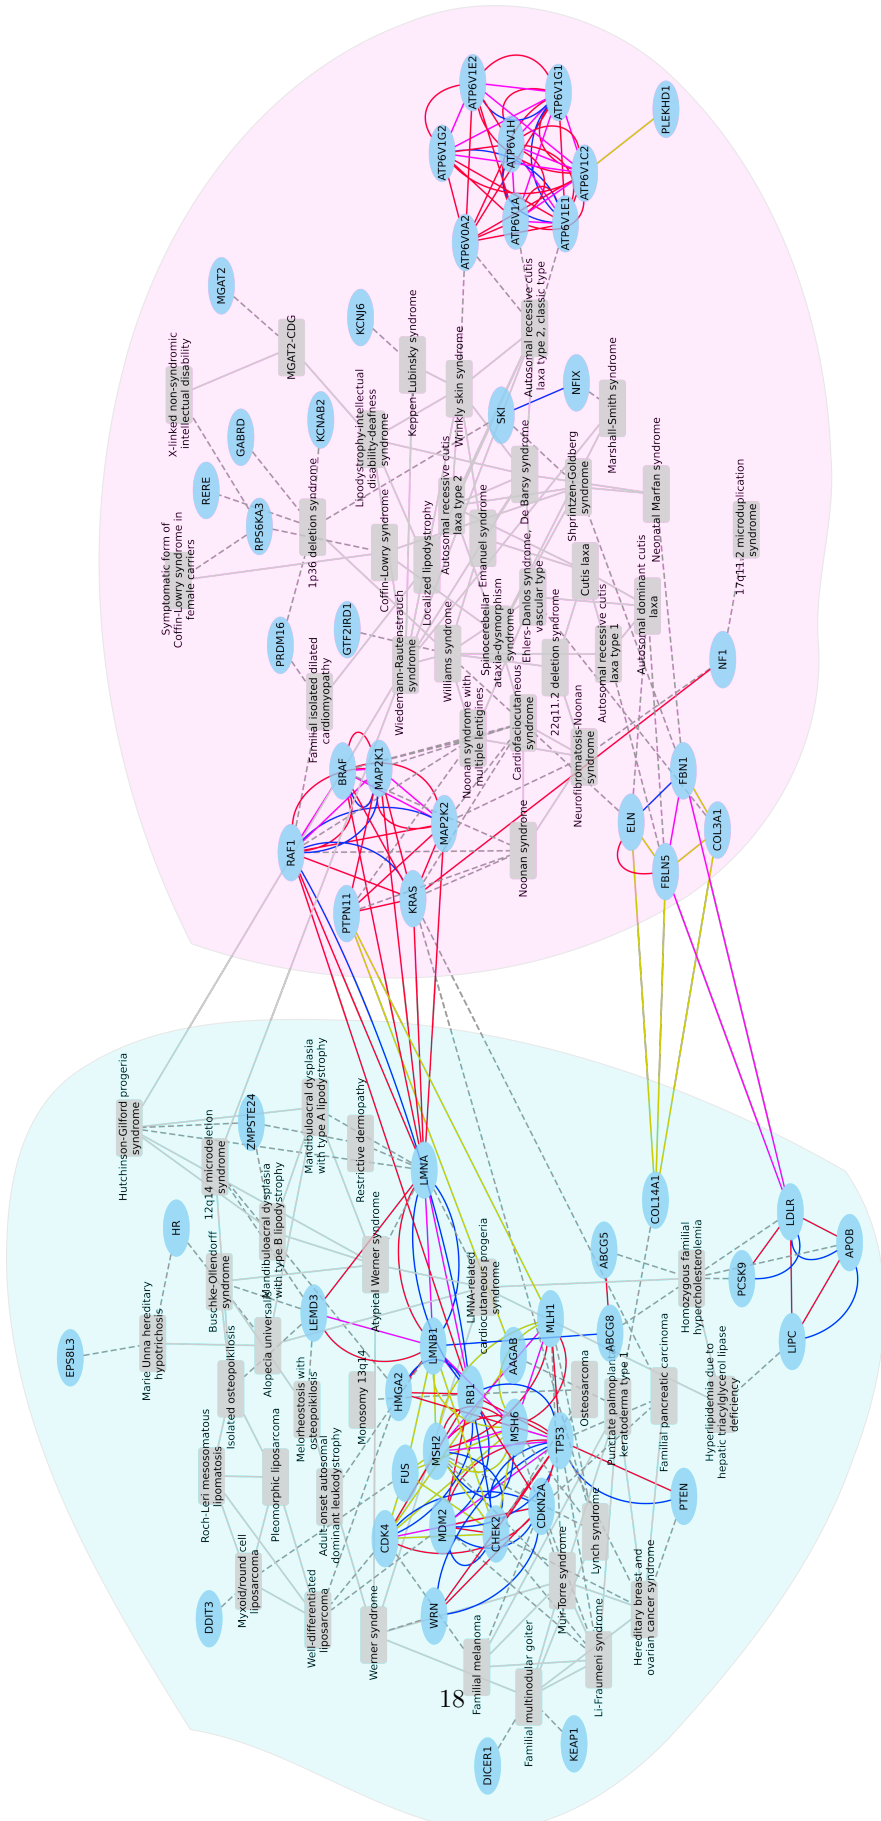 ATP6V1E2
ATP6V1G1
PLEKHD1
ATP6V1G2
ATP6V1H
ATP6V1C2
ATP6V0A2
ATP6V1A
ATP6V1E1
MGAT2
MGAT2-CDG
X-linked non-syndromic
intellectual disability
KCNJ6
Keppen-Lubinsky syndrome
Autosomal recessive cutis
laxa type 2, classic type
Wrinkly skin syndrome
SKI
NFIX
Marshall-Smith syndrome
GABRD
KCNAB2
RERE
RPS6KA3
Lipodystrophy-intellectual
disability-deafness
syndrome
1p36 deletion syndrome
Autosomal recessive cutis
laxa type 2
De Barsy syndrome
Shprintzen-Goldberg
syndrome
Neonatal Marfan syndrome
Symptomatic form of
Coffin-Lowry syndrome in
female carriers
Coffin-Lowry syndrome
Localized lipodystrophy
Emanuel syndrome
Cutis laxa
17q11.2 microduplication
syndrome
PRDM16
GTF2IRD1
Wiedemann-Rautenstrauch
syndrome
Williams syndrome
Spinocerebellar
ataxia-dysmorphism
syndrome
Ehlers-Danlos syndrome,
vascular type
22q11.2 deletion syndrome
Autosomal recessive cutis
laxa type 1
Autosomal dominant cutis
laxa
NF1
Familial isolated dilated
cardiomyopathy
Noonan syndrome with
multiple lentigines
Cardiofaciocutaneous
syndrome
Neurofibromatosis-Noonan
syndrome
BRAF
MAP2K1
MAP2K2
RAF1
PTPN11
KRAS
Noonan syndrome
ELN
FBN1
FBLN5
COL3A1
Hutchinson-Gilford progeria
syndrome
ZMPSTE24
Mandibuloacral dysplasia
with type A lipodystrophy
12q14 microdeletion
syndrome
Restrictive dermopathy
LMNA
COL14A1
LDLR
APOB
HR
Buschke-Ollendorff
syndrome
Mandibuloacral dysplasia
with type B lipodystrophy
Atypical Werner syndrome
LMNA-related
cardiocutaneous progeria
syndrome
ABCG5
Homozygous familial
hypercholesterolemia
PCSK9
LIPC
EPS8L3
Marie Unna hereditary
hypotrichosis
Alopecia universalis
LEMD3
LMNB1
MLH1
ABCG8
AAGAB
Isolated osteopoikilosis
Melorheostosis with
osteopoikilosis
Monosomy 13q14
HMGA2
RB1
MSH6
Osteosarcoma
Punctate palmoplantar
keratoderma type 1
Familial pancreatic carcinoma
Hyperlipidemia due to
hepatic triacylglycerol lipase
deficiency
Roch-Leri mesosomatous
lipomatosis
Pleomorphic liposarcoma
Adult-onset autosomal
dominant leukodystrophy
FUS
MSH2
TP53
CDK4
MDM2
CHEK2
CDKN2A
PTEN
Lynch syndrome
DDIT3
Myxoid/round cell
liposarcoma
Well-differentiated
liposarcoma
Werner syndrome
WRN
Muir-Torre syndrome
Hereditary breast and
ovarian cancer syndrome
Familial melanoma
Li-Fraumeni syndrome
Familial multinodular goiter
DICER1
KEAP1
18